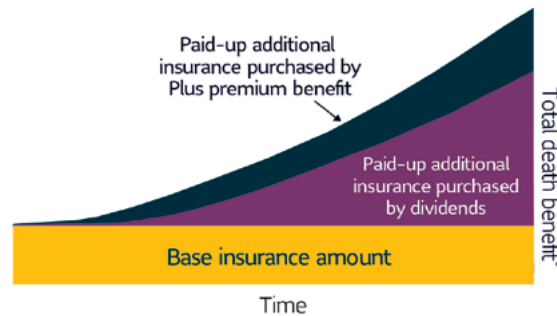 Paid-up additional
insurance purchased by
Plus premium benefit
Paid-up additional
insurance purchased
by dividends
Total death benefit
Base insurance amount
Time